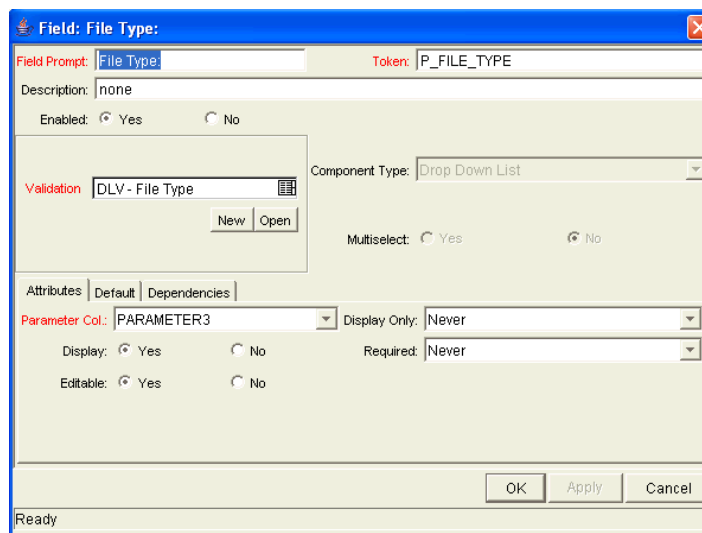 Field: File Type:
Field Prompt: File Type: Token: P_FILE_TYPE
Description: none
Enabled: Yes No
Component Type: Drop Down List
Validation DLV - File Type
New Open
Multiselect: Yes No
Attributes Default Dependencies
Parameter Col.: PARAMETER3 Display Only: Never
Display: Yes No Required: Never
Editable: Yes No
OK Apply Cancel
Ready